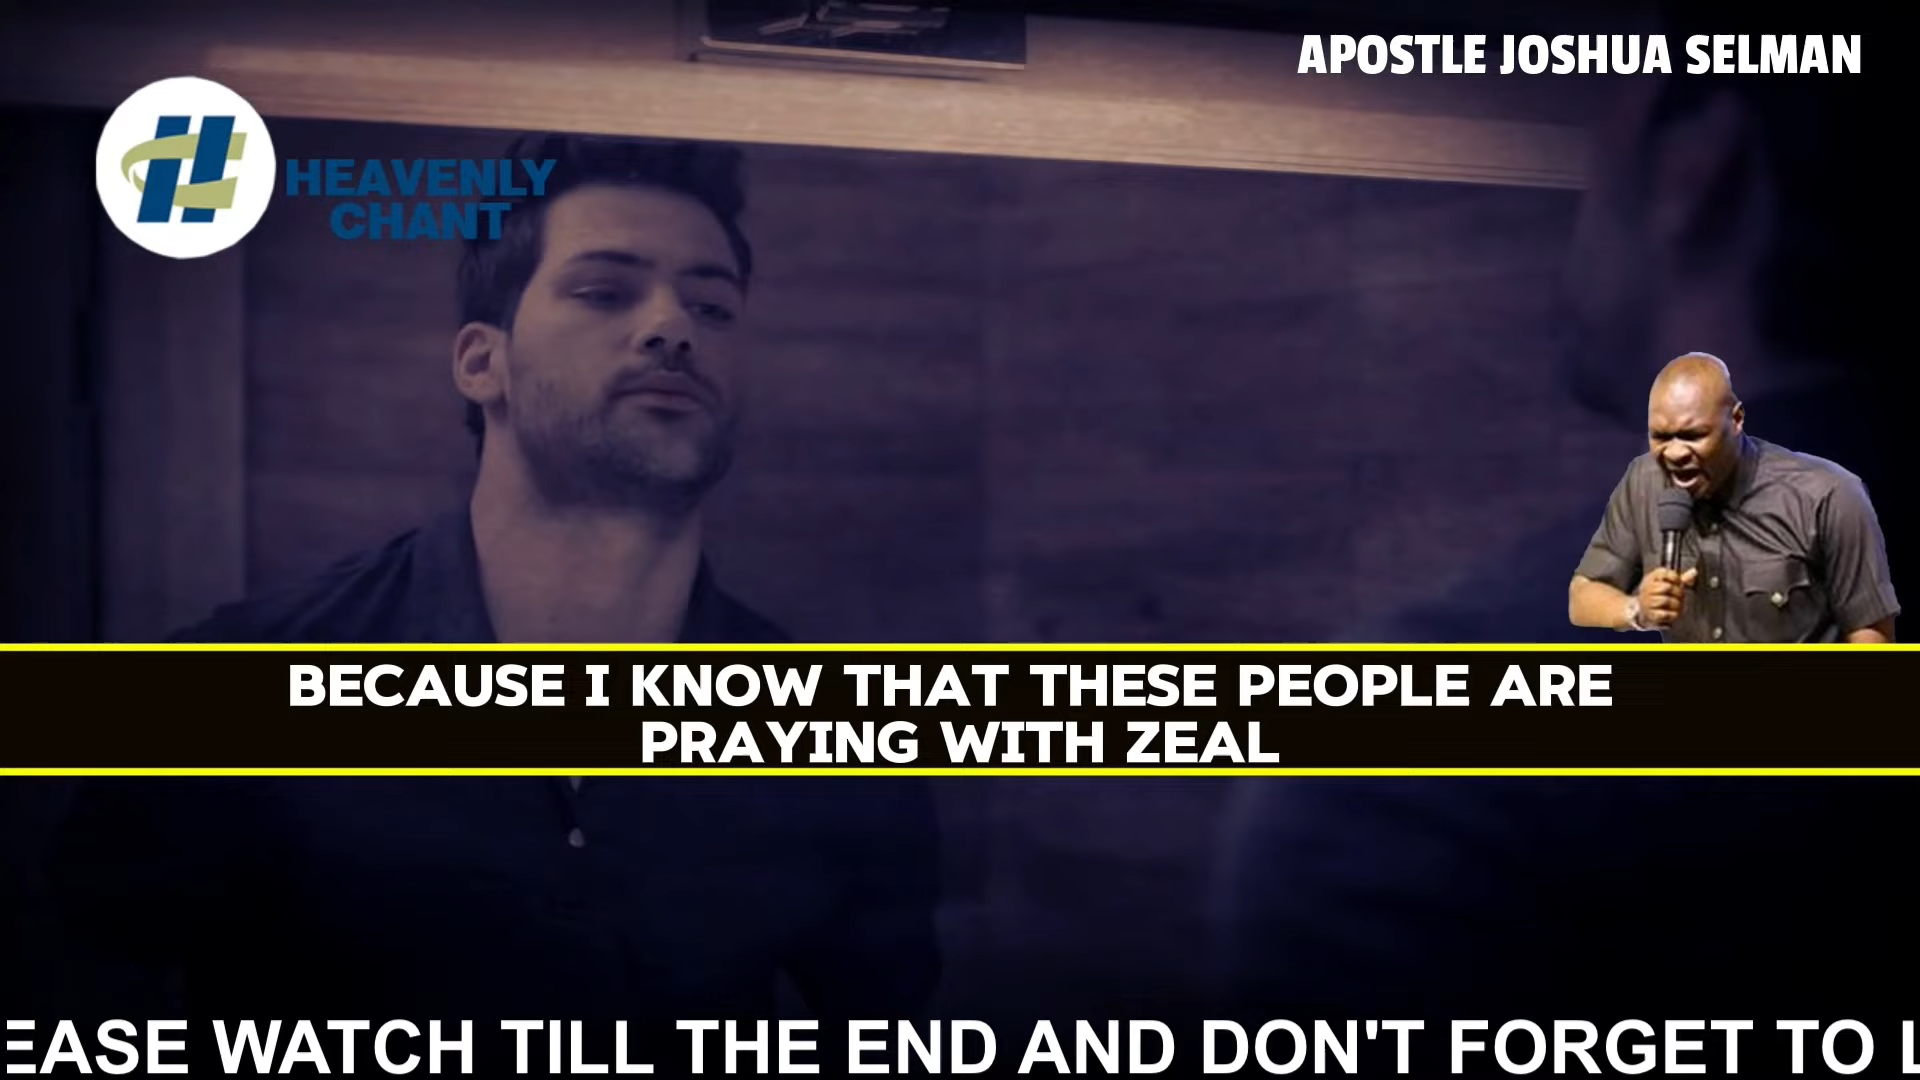 APOSTLE JOSHUA SELMAN
HEAVENLY
CHANT
BECAUSE I KNOW THAT THESE PEOPLE ARE
PRAYING WITH ZEAL
WATCH TILL THE END AND DON'T FORGET TO